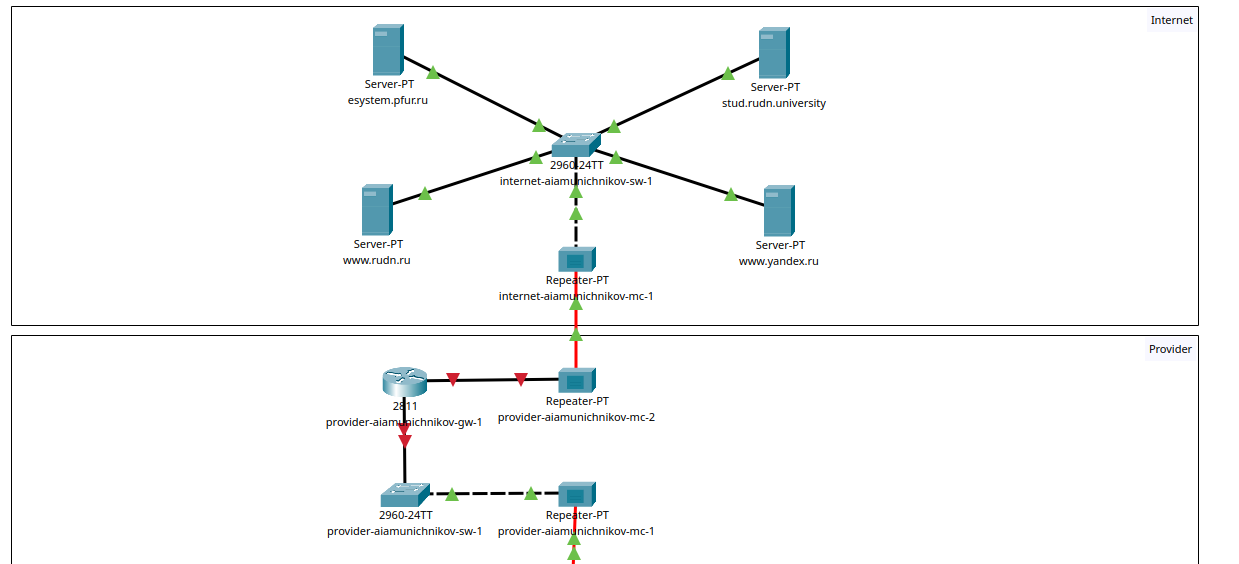 Internet
Server-PT
esystem.pfur.ru
Server-PT
stud.rudn.university
2960-24TT
internet-aiamunichnikov-sw-1
Server-PT
www.rudn.ru
Server-PT
www.yandex.ru
Repeater-PT
internet-aiamunichnikov-mc-1
Provider
2811
provider-aiamunichnikov-gw-1
Repeater-PT
provider-aiamunichnikov-mc-2
2960-24TT
provider-aiamunichnikov-sw-1
Repeater-PT
provider-aiamunichnikov-mc-1